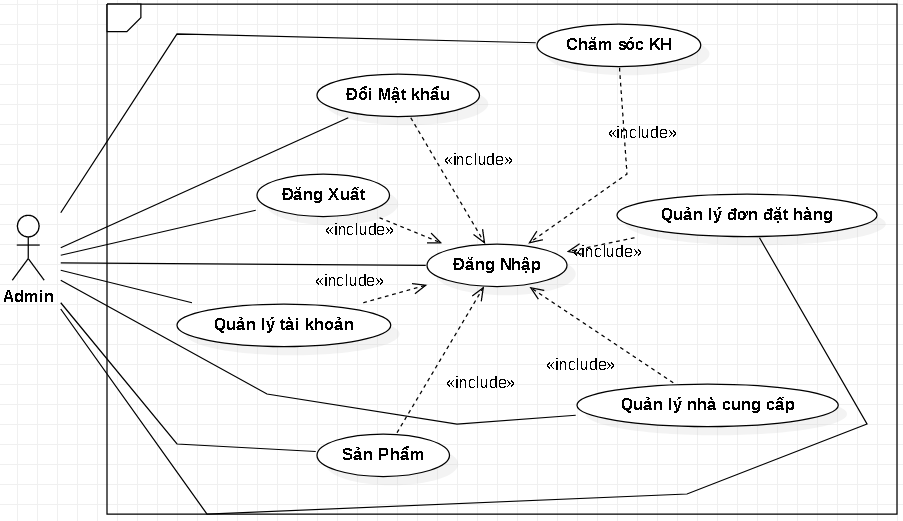 Chăm sóc KH
Đổi Mật khẩu
«include»
«include»
Đăng Xuất
Quản lý đơn đặt hàng
«include»
«include»
Đăng Nhập
«include»
Admin
Quản lý tài khoản
«include»
«include»
Quản lý nhà cung cấp
Sản Phẩm